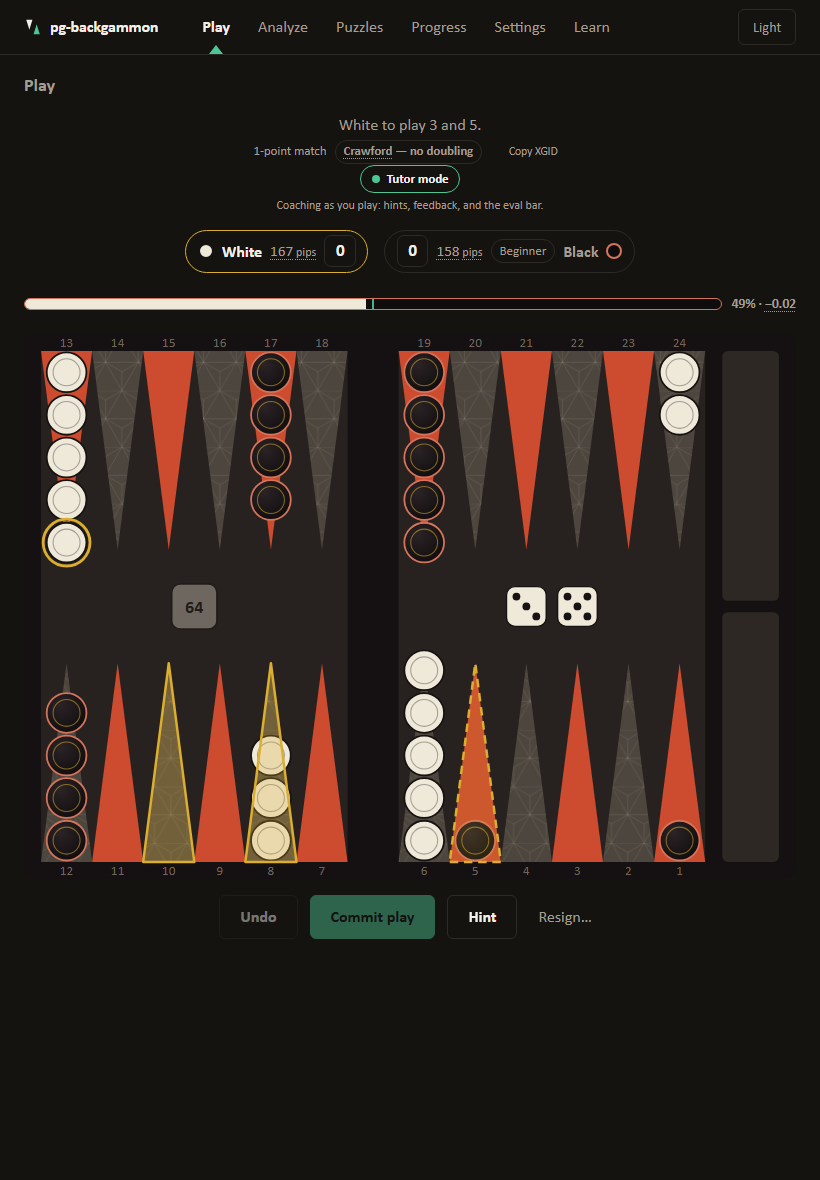 pg-backgammon Play Analyze Puzzles Progress Settings Learn Light
Play
White to play 3 and 5.
1-point match Crawford — no doubling Copy XGID
Tutor mode
Coaching as you play: hints, feedback, and the eval bar.
White 167 pips 0 0 158 pips Beginner Black
49% · −0.02
13 14 15 16 17 18 19 20 21 22 23 24
64
12 11 10 9 8 7 6 5 4 3 2 1
Undo Commit play Hint Resign...